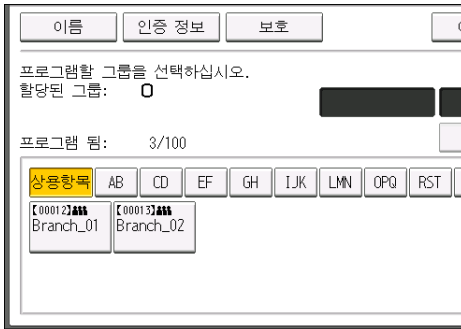 이름 인증 정보 보호
프로그램할 그룹을 선택하십시오.
할당된 그룹: 0
프로그램 됨: 3/100
상용항목 AB CD EF GH IJK LMN OPQ RST
【00012】 【00013】
Branch_01 Branch_02